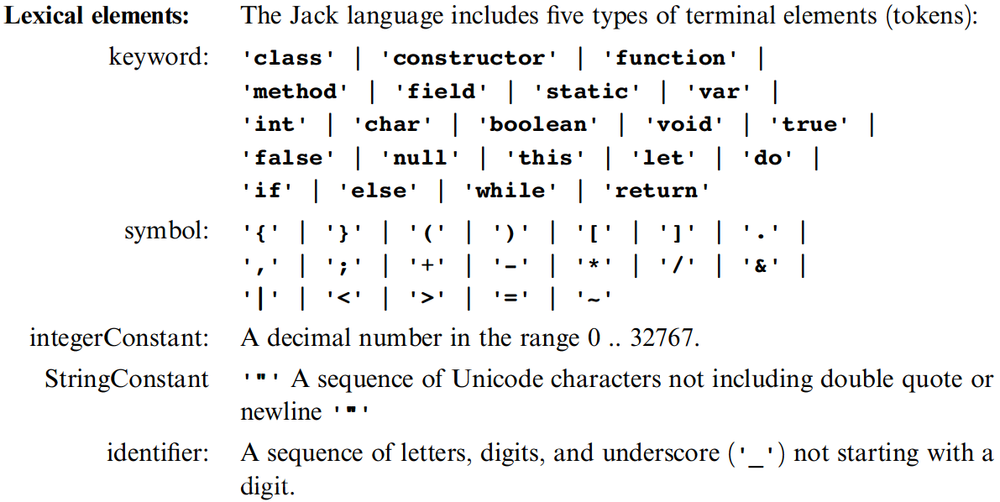 Lexical elements: The Jack language includes five types of terminal elements (tokens):
keyword: 'class' | 'constructor' | 'function' |
'method' | 'field' | 'static' | 'var' |
'int' | 'char' | 'boolean' | 'void' | 'true' |
'false' | 'null' | 'this' | 'let' | 'do' |
'if' | 'else' | 'while' | 'return'
symbol: '{' | '}' | '(' | ')' | '[' | ']' | '.' |
',' | ';' | '+' | '-' | '*' | '/' | '&' |
'|' | '<' | '>' | '=' | '~'
integerConstant: A decimal number in the range 0 .. 32767.
StringConstant '"' A sequence of Unicode characters not including double quote or
newline '"'
identifier: A sequence of letters, digits, and underscore ('_') not starting with a
digit.